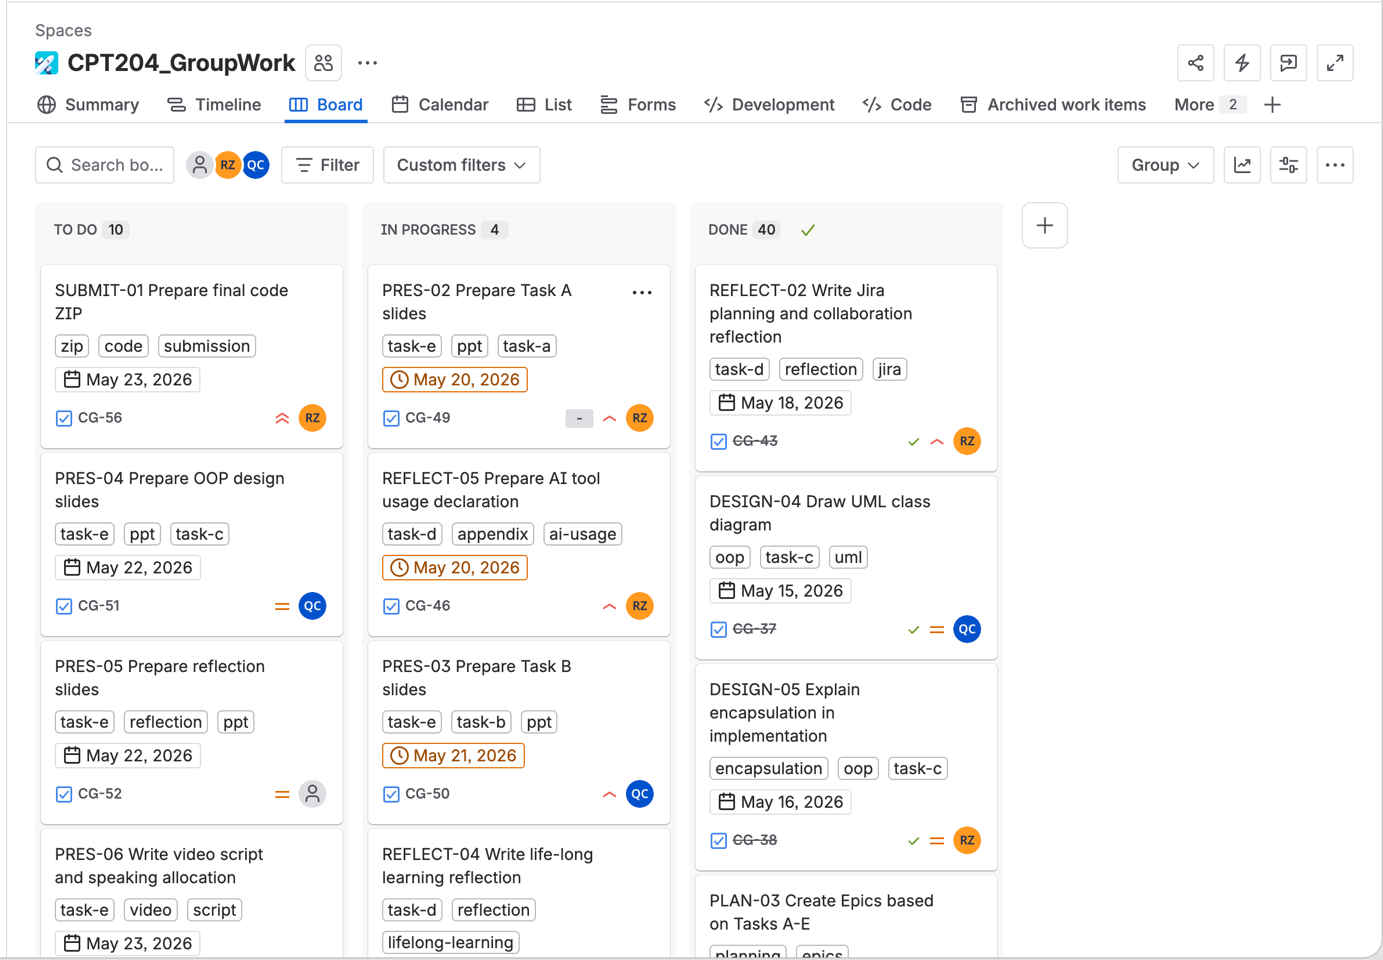 Spaces
CPT204_GroupWork
Summary Timeline Board Calendar List Forms Development Code Archived work items More 2
Search bo... RZ QC Filter Custom filters Group
TO DO 10
SUBMIT-01 Prepare final code
ZIP
zip code submission
May 23, 2026
CG-56 RZ
PRES-04 Prepare OOP design
slides
task-e ppt task-c
May 22, 2026
CG-51 QC
PRES-05 Prepare reflection
slides
task-e reflection ppt
May 22, 2026
CG-52
PRES-06 Write video script
and speaking allocation
task-e video script
May 23, 2026
IN PROGRESS 4
PRES-02 Prepare Task A
slides
task-e ppt task-a
May 20, 2026
CG-49 - RZ
REFLECT-05 Prepare AI tool
usage declaration
task-d appendix ai-usage
May 20, 2026
CG-46 RZ
PRES-03 Prepare Task B
slides
task-e task-b ppt
May 21, 2026
CG-50 QC
REFLECT-04 Write life-long
learning reflection
task-d reflection
lifelong-learning
DONE 40
REFLECT-02 Write Jira
planning and collaboration
reflection
task-d reflection jira
May 18, 2026
CG-43 RZ
DESIGN-04 Draw UML class
diagram
oop task-c uml
May 15, 2026
CG-37 QC
DESIGN-05 Explain
encapsulation in
implementation
encapsulation oop task-c
May 16, 2026
CG-38 RZ
PLAN-03 Create Epics based
on Tasks A-E
planning epics